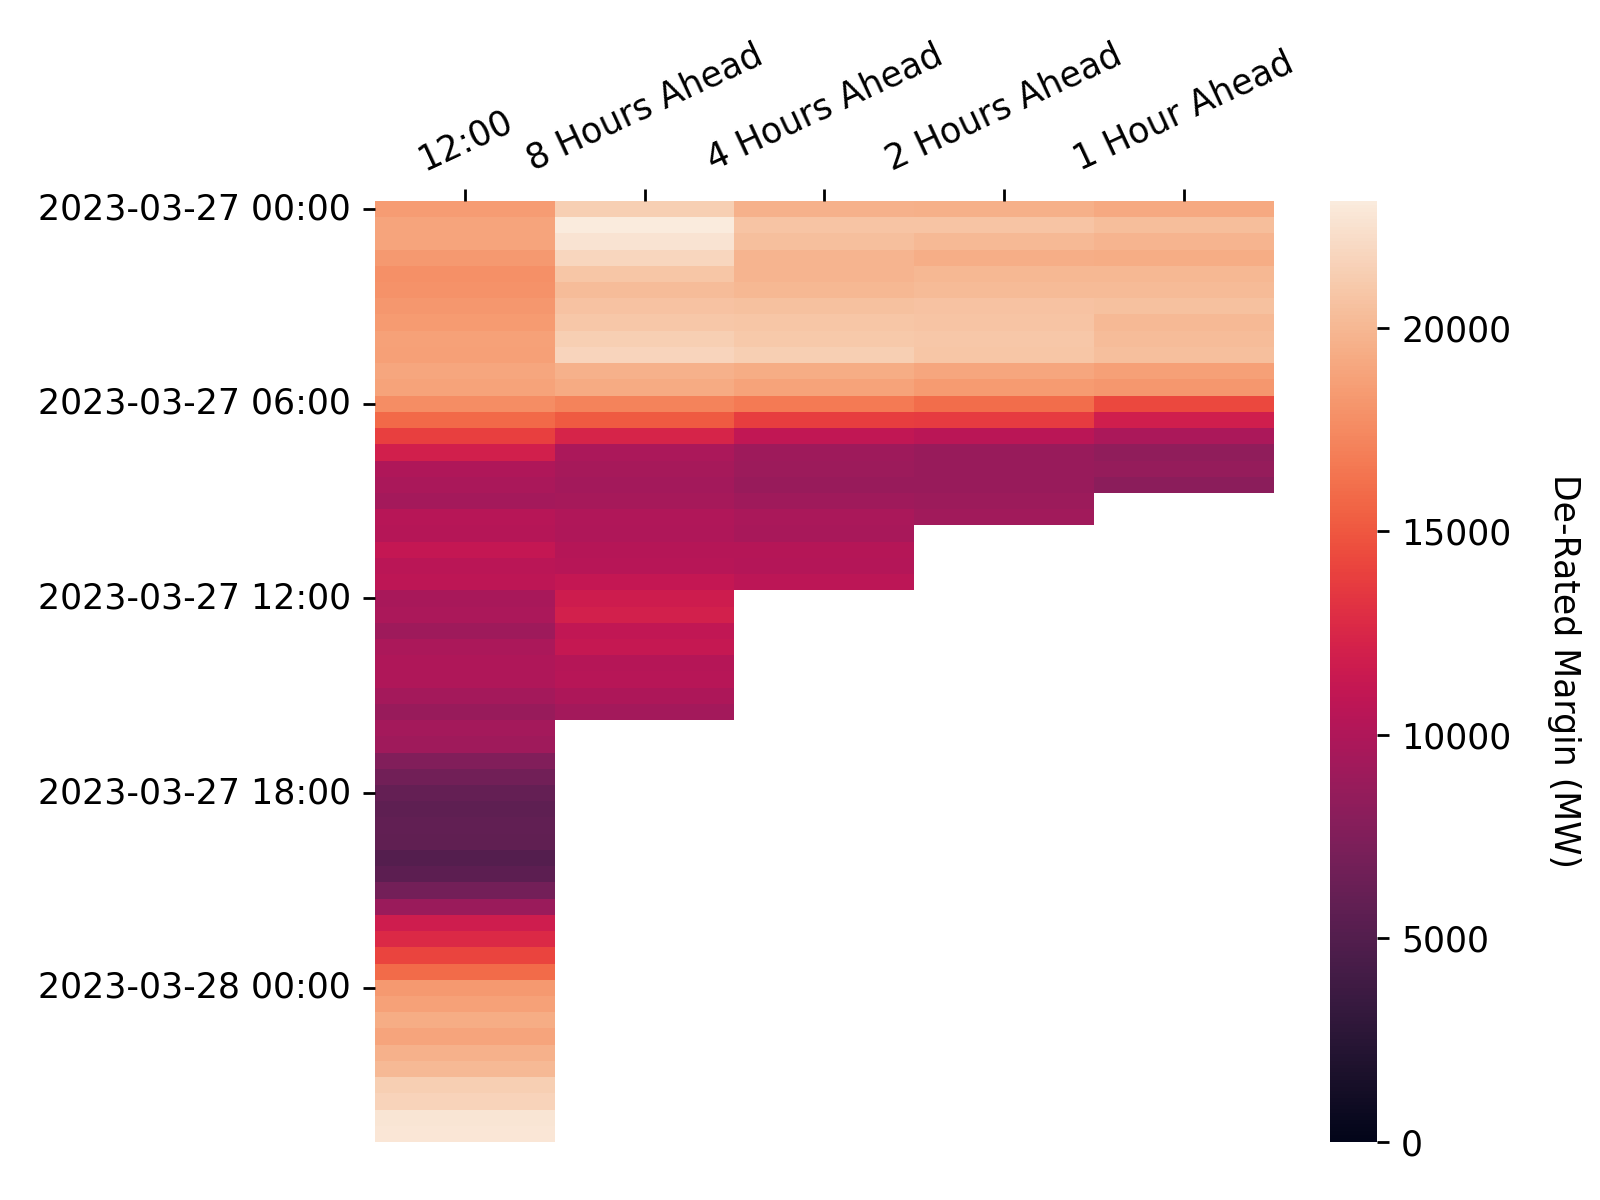 12:00
8 Hours Ahead
4 Hours Ahead
2 Hours Ahead
1 Hour Ahead
2023-03-27 00:00
2023-03-27 06:00
2023-03-27 12:00
2023-03-27 18:00
2023-03-28 00:00
20000
15000
10000
5000
0
De-Rated Margin (MW)